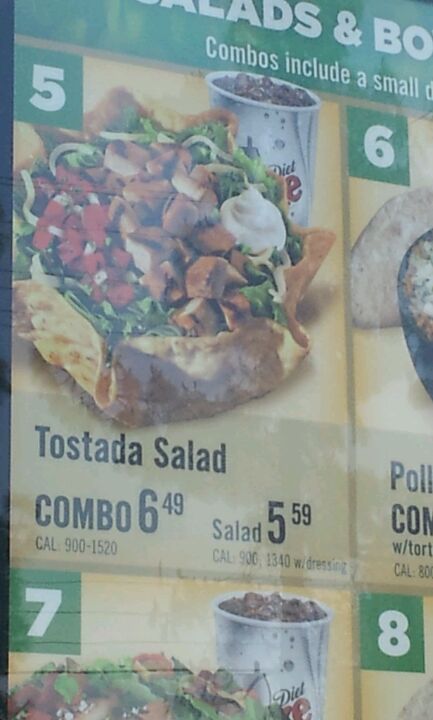 SALADS & BO
Combos include a small d
5
Diet
6
Tostada Salad
COMBO 6 49
CAL: 900-1520
Salad 5 59
CAL: 900, 1340 w/dressing
Poll
COM
w/tort
CAL: 800
7
Diet
8